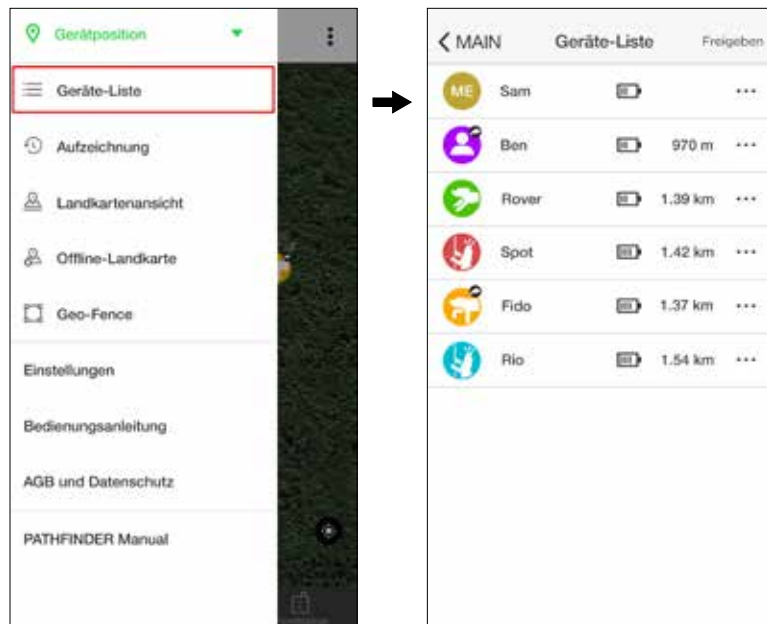 Gerätposition
Geräte-Liste
Aufzeichnung
Landkartenansicht
Offline-Landkarte
Geo-Fence
Einstellungen
Bedienungsanleitung
AGB und Datenschutz
PATHFINDER Manual
MAIN Geräte-Liste Freigeben
ME Sam
Ben 970 m
Rover 1.39 km
Spot 1.42 km
Fido 1.37 km
Rio 1.54 km